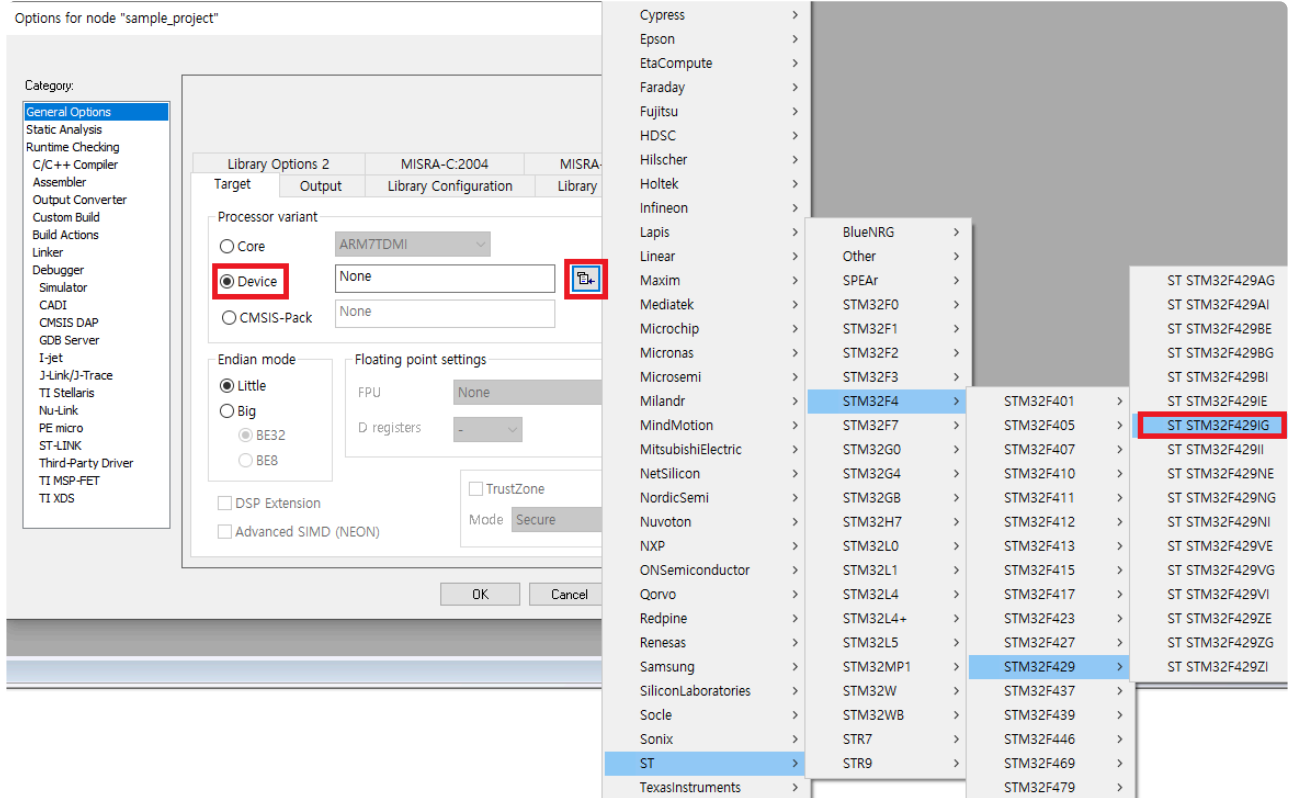 Options for node "sample_project"
Category:
General Options
Static Analysis
Runtime Checking
C/C++ Compiler
Assembler
Output Converter
Custom Build
Build Actions
Linker
Debugger
Simulator
CADI
CMSIS DAP
GDB Server
I-jet
J-Link/J-Trace
TI Stellaris
Nu-Link
PE micro
ST-LINK
Third-Party Driver
TI MSP-FET
TI XDS
Library Options 2
MISRA-C:2004
MISRA-
Target
Output
Library Configuration
Library
Processor variant
Core
ARM7TDMI
Device
None
CMSIS-Pack
None
Endian mode
Little
Big
BE32
BE8
Floating point settings
FPU
None
D registers
-
DSP Extension
Advanced SIMD (NEON)
TrustZone
Mode
Secure
OK
Cancel
Cypress
Epson
EtaCompute
Faraday
Fujitsu
HDSC
Hilscher
Holtek
Infineon
Lapis
Linear
Maxim
Mediatek
Microchip
Micronas
Microsemi
Milandr
MindMotion
MitsubishiElectric
NetSilicon
NordicSemi
Nuvoton
NXP
ONSemiconductor
Qorvo
Redpine
Renesas
Samsung
SiliconLaboratories
Socle
Sonix
ST
TexasInstruments
BlueNRG
Other
SPEAr
STM32F0
STM32F1
STM32F2
STM32F3
STM32F4
STM32F7
STM32G0
STM32G4
STM32GB
STM32H7
STM32L0
STM32L1
STM32L4
STM32L4+
STM32L5
STM32MP1
STM32W
STM32WB
STR7
STR9
STM32F401
STM32F405
STM32F407
STM32F410
STM32F411
STM32F412
STM32F413
STM32F415
STM32F417
STM32F423
STM32F427
STM32F429
STM32F437
STM32F439
STM32F446
STM32F469
STM32F479
ST STM32F429AG
ST STM32F429AI
ST STM32F429BE
ST STM32F429BG
ST STM32F429BI
ST STM32F429IE
ST STM32F429IG
ST STM32F429II
ST STM32F429NE
ST STM32F429NG
ST STM32F429NI
ST STM32F429VE
ST STM32F429VG
ST STM32F429VI
ST STM32F429ZE
ST STM32F429ZG
ST STM32F429ZI